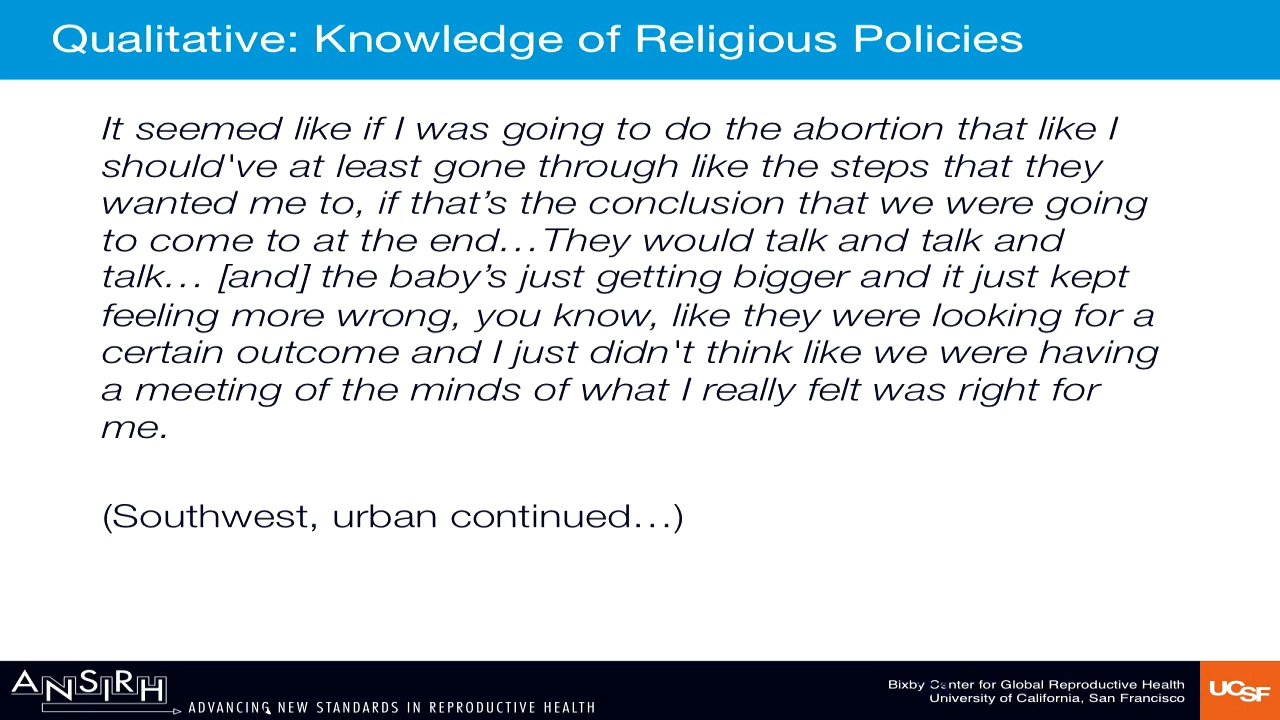 Qualitative: Knowledge of Religious Policies
It seemed like if I was going to do the abortion that like I
should've at least gone through like the steps that they
wanted me to, if that’s the conclusion that we were going
to come to at the end…They would talk and talk and
talk… [and] the baby’s just getting bigger and it just kept
feeling more wrong, you know, like they were looking for a
certain outcome and I just didn't think like we were having
a meeting of the minds of what I really felt was right for
me.
(Southwest, urban continued…)
ANSIRH
ADVANCING NEW STANDARDS IN REPRODUCTIVE HEALTH
Bixby Center for Global Reproductive Health
University of California, San Francisco
UCSF